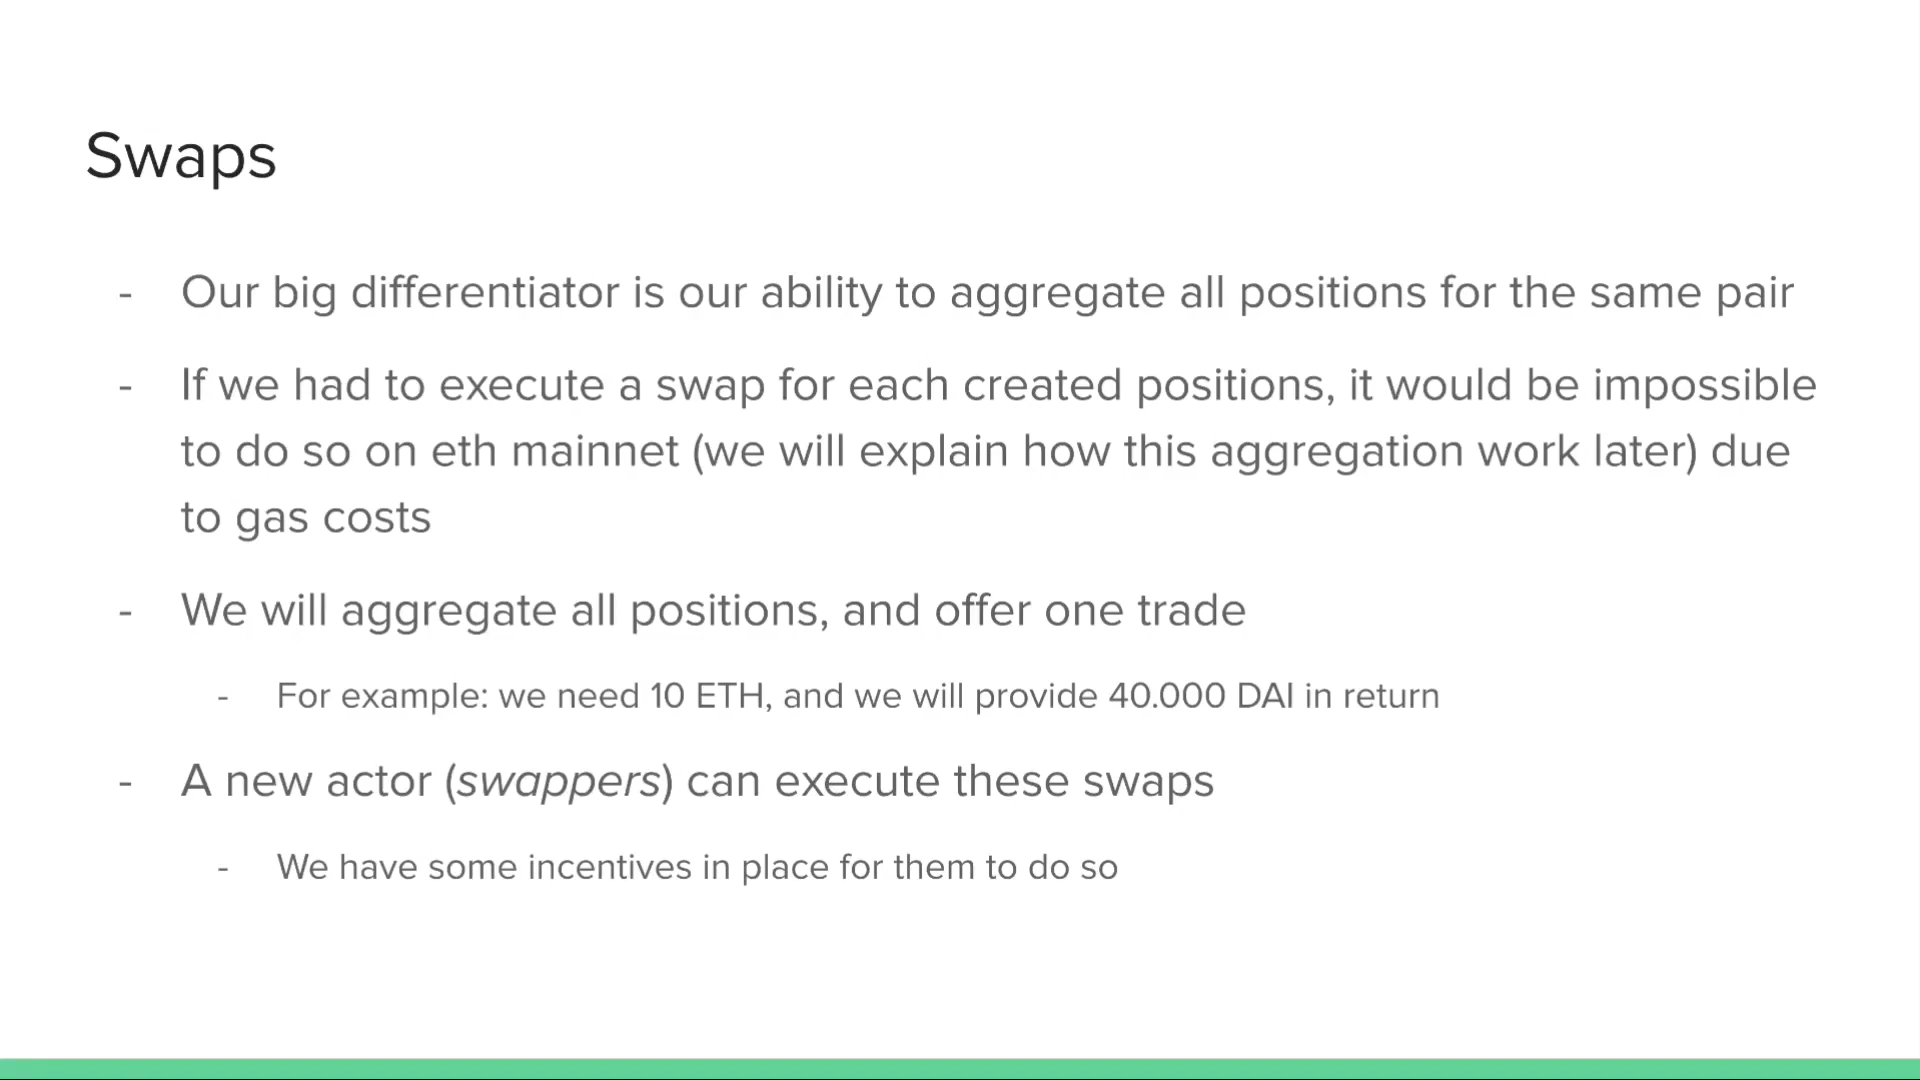 Swaps
- Our big differentiator is our ability to aggregate all positions for the same pair
- If we had to execute a swap for each created positions, it would be impossible
to do so on eth mainnet (we will explain how this aggregation work later) due
to gas costs
- We will aggregate all positions, and offer one trade
- For example: we need 10 ETH, and we will provide 40.000 DAI in return
- A new actor (swappers) can execute these swaps
- We have some incentives in place for them to do so